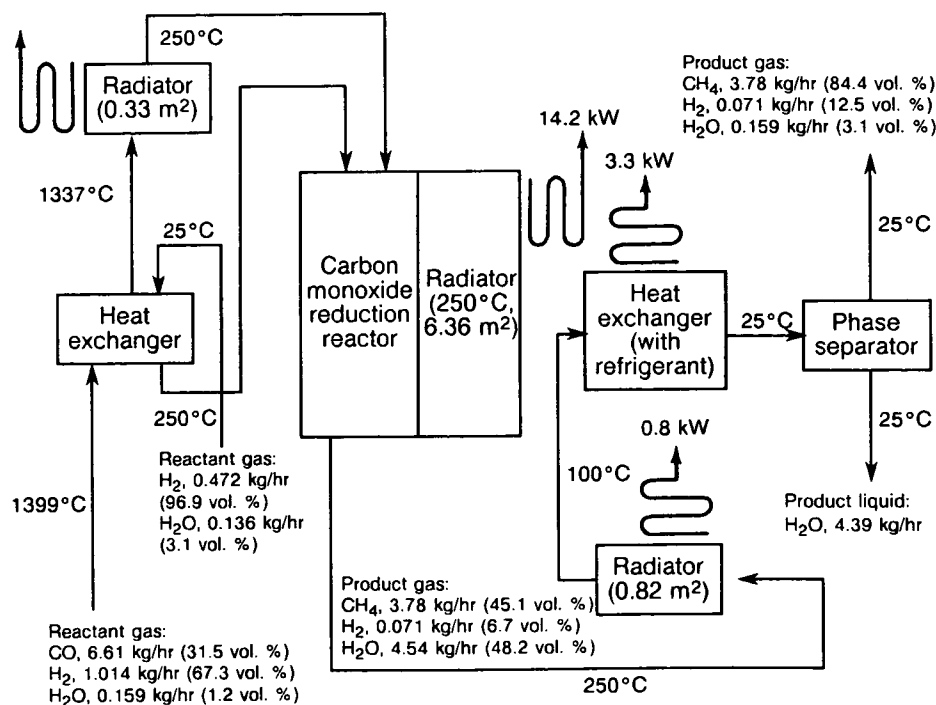 250°C
Radiator
(0.33 m²)
1337°C
25°C
Heat
exchanger
250°C
1399°C
Reactant gas:
H₂, 0.472 kg/hr
(96.9 vol. %)
H₂O, 0.136 kg/hr
(3.1 vol. %)
Reactant gas:
CO, 6.61 kg/hr (31.5 vol. %)
H₂, 1.014 kg/hr (67.3 vol. %)
H₂O, 0.159 kg/hr (1.2 vol. %)
Carbon
monoxide
reduction
reactor
Radiator
(250°C,
6.36 m²)
14.2 kW
3.3 kW
Heat
exchanger
(with
refrigerant)
25°C
Phase
separator
Product gas:
CH₄, 3.78 kg/hr (84.4 vol. %)
H₂, 0.071 kg/hr (12.5 vol. %)
H₂O, 0.159 kg/hr (3.1 vol. %)
25°C
25°C
Product liquid:
H₂O, 4.39 kg/hr
0.8 kW
100°C
Radiator
(0.82 m²)
Product gas:
CH₄, 3.78 kg/hr (45.1 vol. %)
H₂, 0.071 kg/hr (6.7 vol. %)
H₂O, 4.54 kg/hr (48.2 vol. %)
250°C